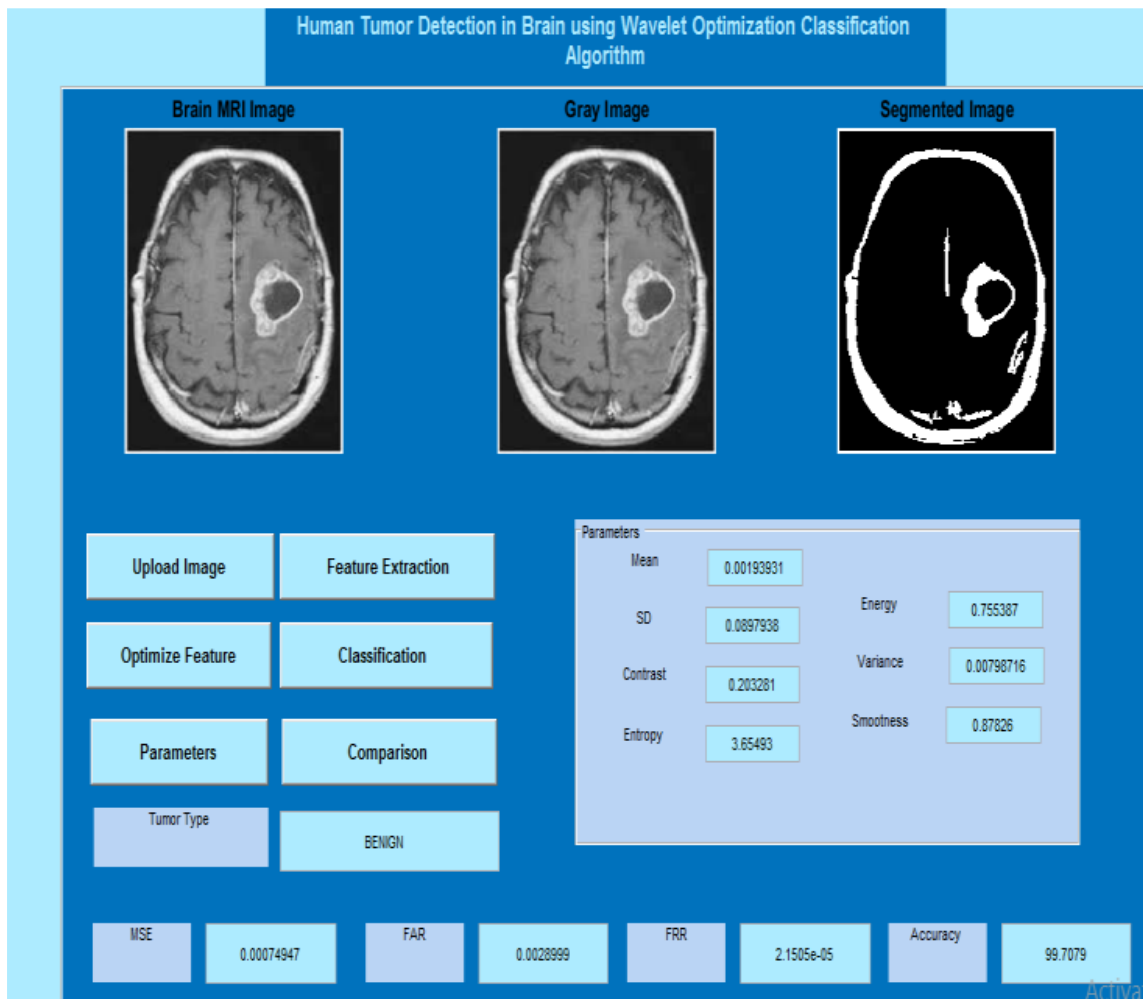 Human Tumor Detection in Brain using Wavelet Optimization Classification
Algorithm
Brain MRI Image
Gray Image
Segmented Image
Upload Image
Feature Extraction
Optimize Feature
Classification
Parameters
Comparison
Tumor Type
BENIGN
Parameters
Mean
0.00193931
SD
0.0897938
Contrast
0.203281
Entropy
3.65493
Energy
0.755387
Variance
0.00798716
Smootness
0.87826
MSE
0.00074947
FAR
0.0028999
FRR
2.1505e-05
Accuracy
99.7079
Activa